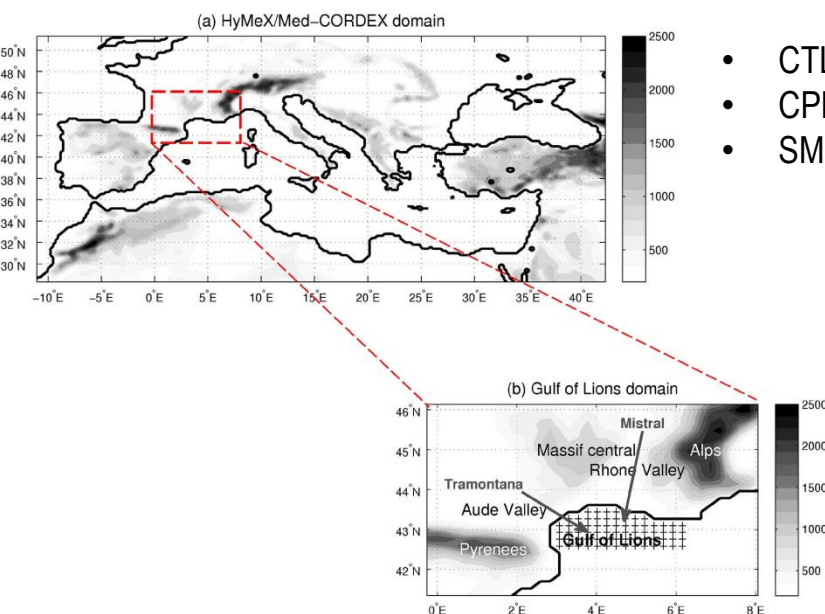 (a) HyMeX/Med−CORDEX domain
50°N
48°N
46°N
44°N
42°N
40°N
38°N
36°N
34°N
32°N
30°N
−10°E −5°E 0°E 5°E 10°E 15°E 20°E 25°E 30°E 35°E 40°E
2500
2000
1500
1000
500
• CTL
• CP
• SM
(b) Gulf of Lions domain
46°N
45°N
44°N
43°N
42°N
0°E 2°E 4°E 6°E 8°E
Mistral
Massif central
Alps
Rhone Valley
Tramontana
Aude Valley
Gulf of Lions
Pyrenees
2500
2000
1500
1000
500